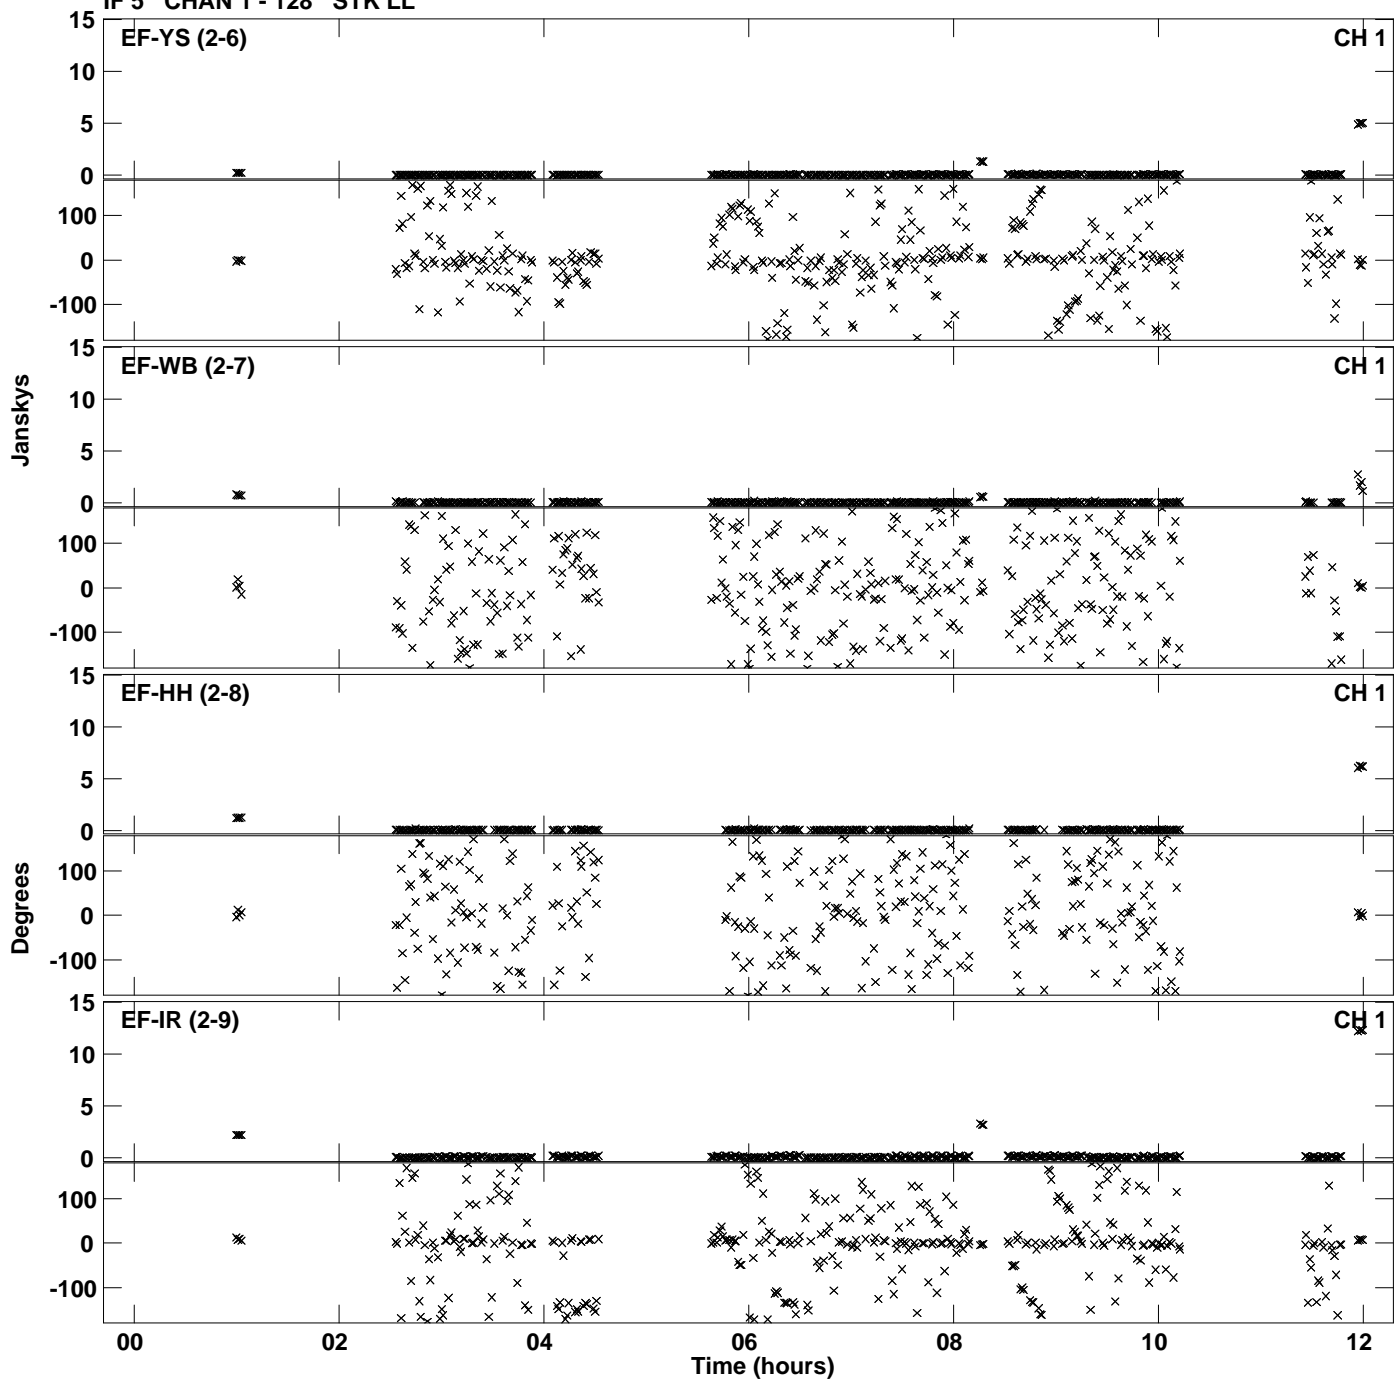 IF 5 CHAN 1 - 128 STK LL
15
EF-YS (2-6)
CH 1
10
5
0
100
0
-100
15
EF-WB (2-7)
CH 1
10
5
0
100
0
-100
Janskys
15
EF-HH (2-8)
CH 1
10
5
0
100
0
-100
Degrees
15
EF-IR (2-9)
CH 1
10
5
0
100
0
-100
00 02 04 06 08 10 12
Time (hours)